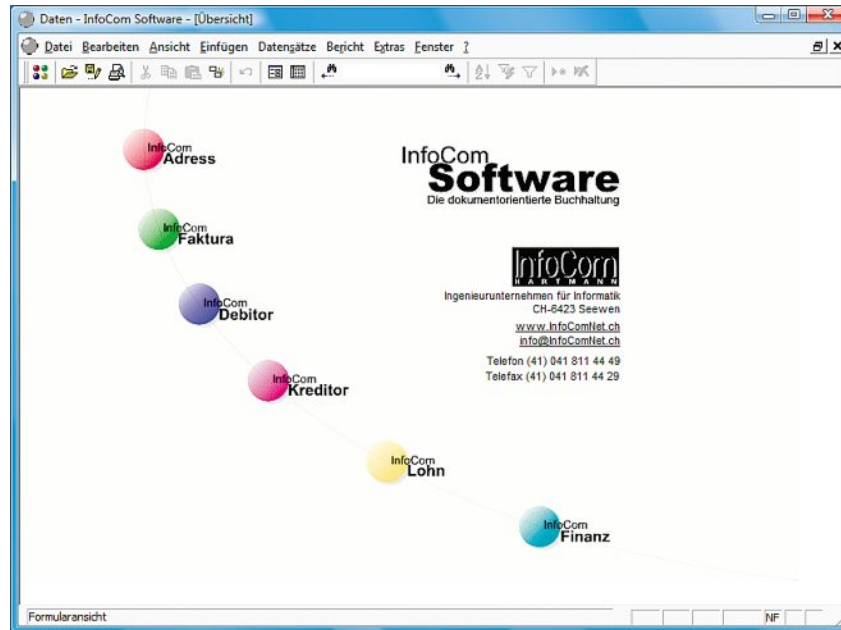 Daten - InfoCom Software - [Übersicht]
Datei Bearbeiten Ansicht Einfügen Datensätze Bericht Extras Fenster ?
InfoCom
Adress
InfoCom
Software
Die dokumentorientierte Buchhaltung
InfoCom
Faktura
InfoCom
HARTMANN
Ingenieurunternehmen für Informatik
CH-6423 Seewen
www.InfoComNet.ch
info@InfoComNet.ch
Telefon (41) 041 811 44 49
Telefax (41) 041 811 44 29
InfoCom
Debitor
InfoCom
Kreditor
InfoCom
Lohn
InfoCom
Finanz
Formularansicht NF